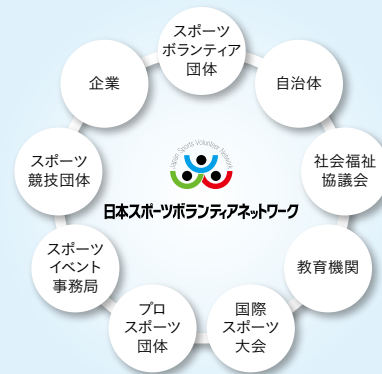 スポーツ
ボランティア
団体
企業
自治体
スポーツ
競技団体
Japan Sports Volunteer Network
日本スポーツボランティアネットワーク
社会福祉
協議会
スポーツ
イベント
事務局
教育機関
プロ
スポーツ
団体
国際
スポーツ
大会